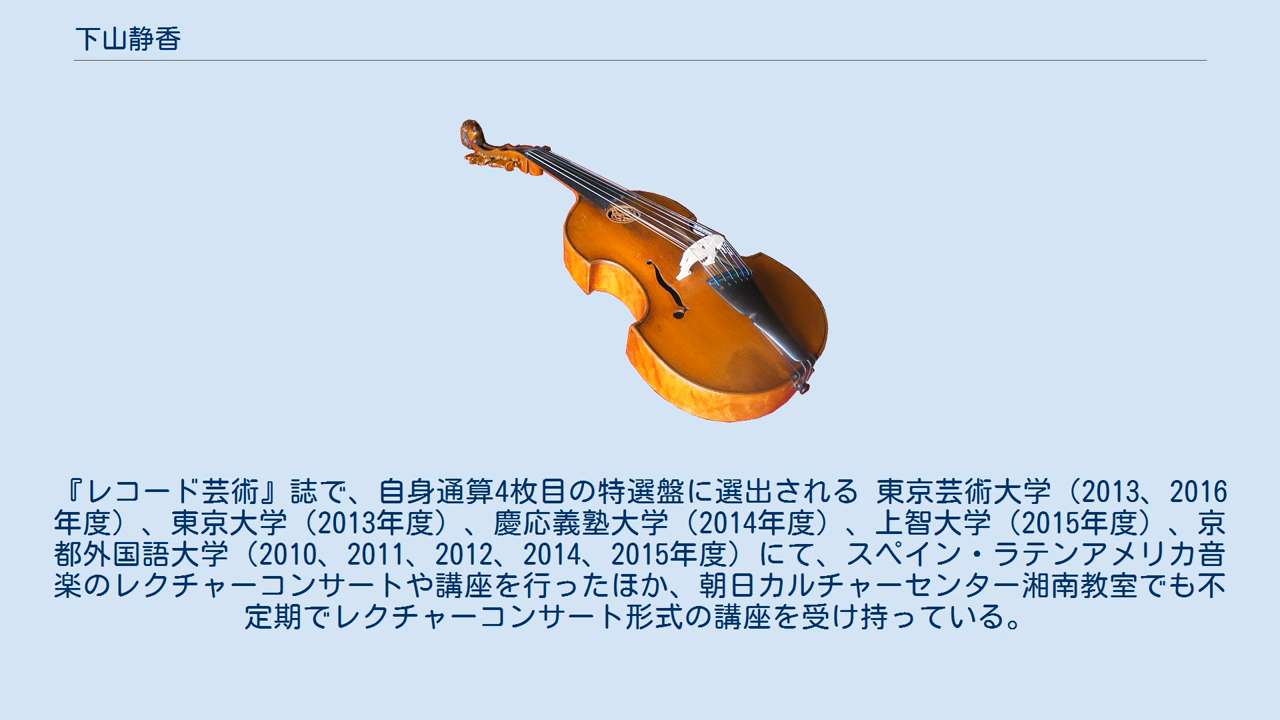 下山静香
『レコード芸術』誌で、自身通算4枚目の特選盤に選出される 東京芸術大学（2013、2016
年度）、東京大学（2013年度）、慶応義塾大学（2014年度）、上智大学（2015年度）、京
都外国語大学（2010、2011、2012、2014、2015年度）にて、スペイン・ラテンアメリカ音
楽のレクチャーコンサートや講座を行ったほか、朝日カルチャーセンター湘南教室でも不
定期でレクチャーコンサート形式の講座を受け持っている。